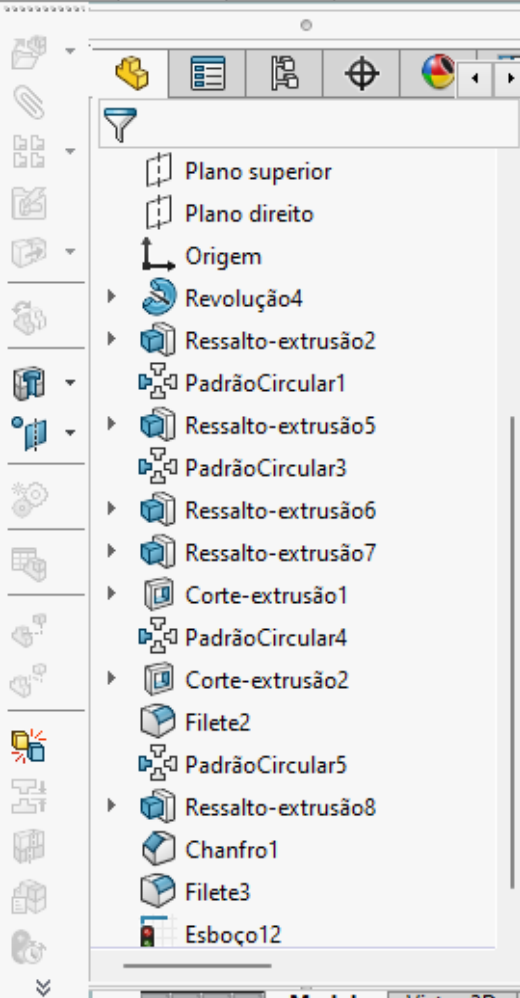 Plano superior
Plano direito
Origem
Revolução4
Ressalto-extrusão2
PadrãoCircular1
Ressalto-extrusão5
PadrãoCircular3
Ressalto-extrusão6
Ressalto-extrusão7
Corte-extrusão1
PadrãoCircular4
Corte-extrusão2
Filete2
PadrãoCircular5
Ressalto-extrusão8
Chanfro1
Filete3
Esboço12